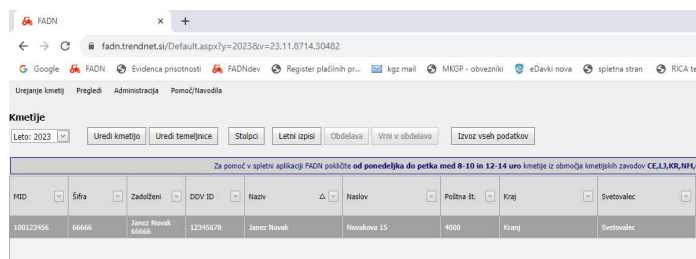 FADN
fadn.trendnet.si/Default.aspx?y=2023&v=23.11.8714.30482
Google FADN Evidenca prisotnosti FADNdev Register plačilnih pr... kgz mail MKGP - obvezniki eDavki nova spletna stran RICA te
Urejanje kmetij Pregledi Administracija Pomoč/Navodila
Kmetije
Leto: 2023 Uredi kmetijo Uredi temeljnice Stolpci Letni izpisi Obdelava Vrni v obdelavo Izvoz vseh podatkov
Za pomoč v spletni aplikaciji FADN pokličite od ponedeljka do petka med 8-10 in 12-14 uro kmetije iz območja kmetijskih zavodov CE,LJ,KR,NM,
MID Šifra Zadolženi DDV ID Naziv Naslov Poštna št. Kraj Svetovalec
100123456 66666 Janez Novak 66666 12345678 Janez Novak Novakova 15 4000 Kranj Svetovalec